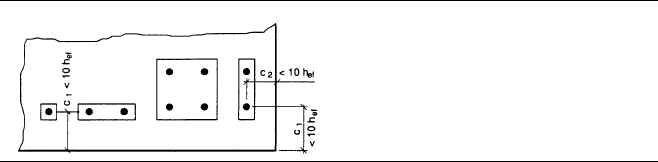 c₁ < 10 hef
c₂ < 10 hef
c₁
< 10 hef